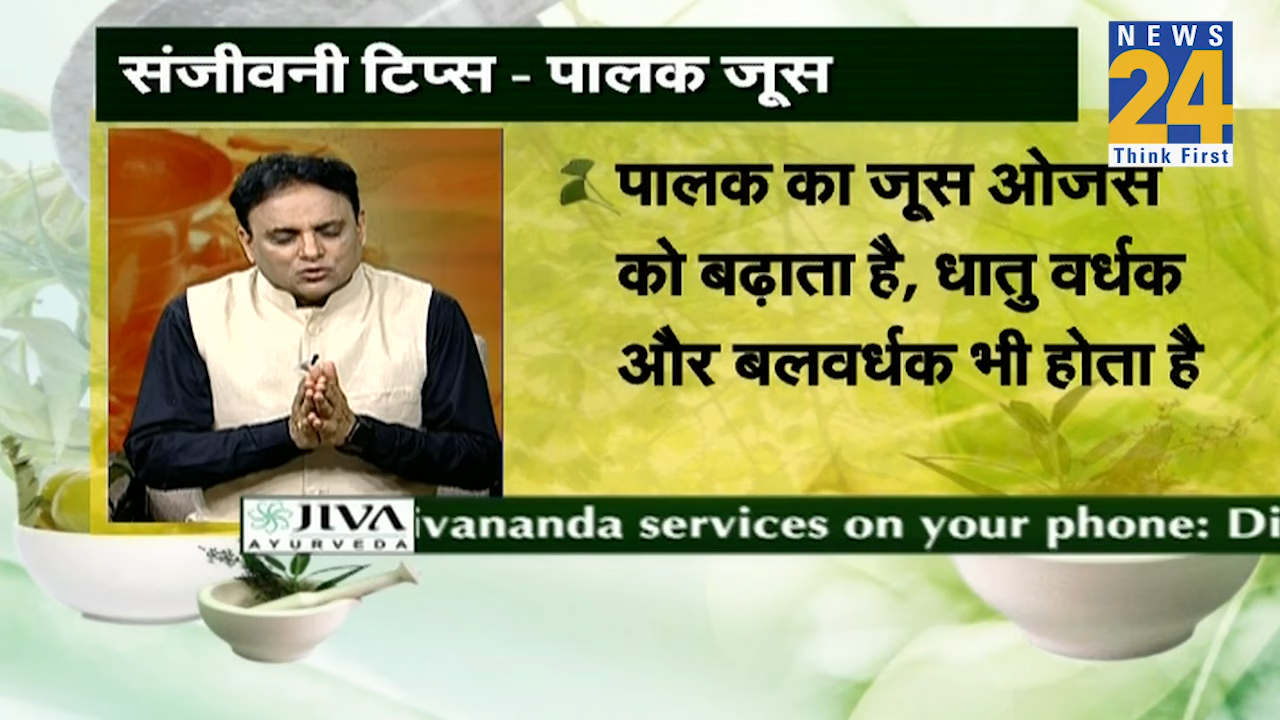 संजीवनी टिप्स - पालक जूस
NEWS
24
Think First
पालक का जूस ओजस
को बढ़ाता है, धातु वर्धक
और बलवर्धक भी होता है
JIVA
AYURVEDA
ivananda services on your phone: Di